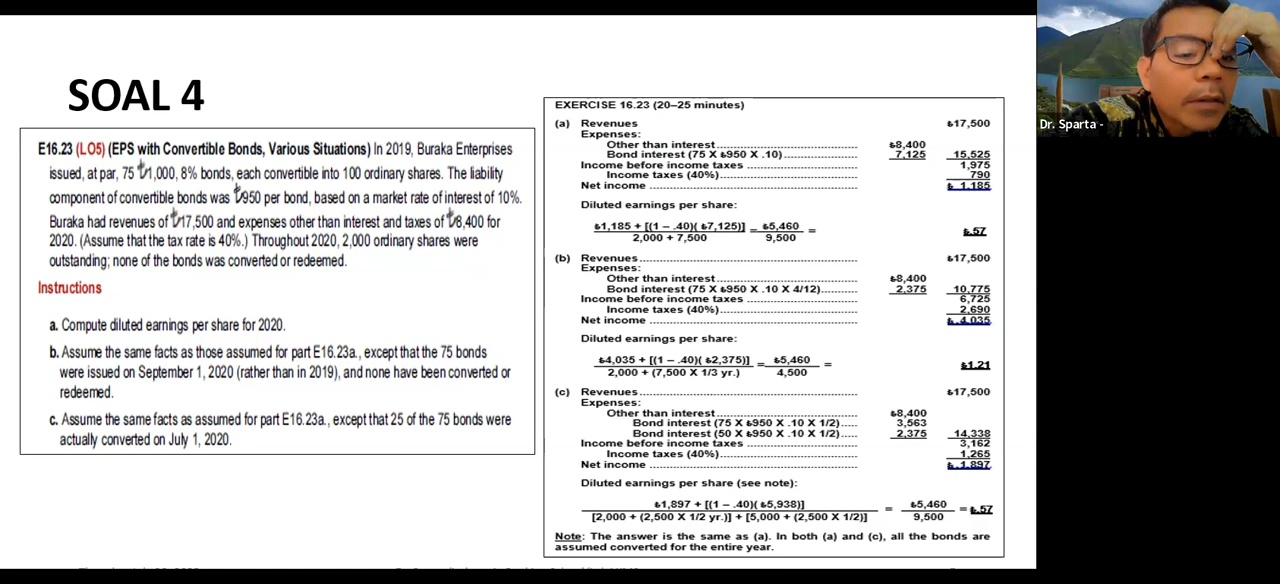 SOAL 4
E16.23 (LO5) (EPS with Convertible Bonds, Various Situations) In 2019, Buraka Enterprises
issued, at par, 75 ₺1,000, 8% bonds, each convertible into 100 ordinary shares. The liability
component of convertible bonds was ₺950 per bond, based on a market rate of interest of 10%.
Buraka had revenues of ₺17,500 and expenses other than interest and taxes of ₺8,400 for
2020. (Assume that the tax rate is 40%.) Throughout 2020, 2,000 ordinary shares were
outstanding; none of the bonds was converted or redeemed.
Instructions
a. Compute diluted earnings per share for 2020.
b. Assume the same facts as those assumed for part E16.23a., except that the 75 bonds
were issued on September 1, 2020 (rather than in 2019), and none have been converted or
redeemed.
c. Assume the same facts as assumed for part E16.23a., except that 25 of the 75 bonds were
actually converted on July 1, 2020.
EXERCISE 16.23 (20–25 minutes)
(a) Revenues ₺17,500
Expenses:
Other than interest ₺8,400
Bond interest (75 X ₺950 X .10) 7,125 15,525
Income before income taxes 1,975
Income taxes (40%) 790
Net income ₺ 1,185
Diluted earnings per share:
₺1,185 + [(1 – .40)( ₺7,125)] = ₺5,460 =
2,000 + 7,500 9,500
₺.57
(b) Revenues ₺17,500
Expenses:
Other than interest ₺8,400
Bond interest (75 X ₺950 X .10 X 4/12) 2,375 10,775
Income before income taxes 6,725
Income taxes (40%) 2,690
Net income ₺ 4,035
Diluted earnings per share:
₺4,035 + [(1 – .40)( ₺2,375)] = ₺5,460 =
2,000 + (7,500 X 1/3 yr.) 4,500
₺1.21
(c) Revenues ₺17,500
Expenses:
Other than interest ₺8,400
Bond interest (75 X ₺950 X .10 X 1/2) 3,563
Bond interest (50 X ₺950 X .10 X 1/2) 2,375 14,338
Income before income taxes 3,162
Income taxes (40%) 1,265
Net income ₺ 1,897
Diluted earnings per share (see note):
₺1,897 + [(1 – .40)( ₺5,938)] = ₺5,460 = ₺.57
[2,000 + (2,500 X 1/2 yr.)] + [5,000 + (2,500 X 1/2)] 9,500
Note: The answer is the same as (a). In both (a) and (c), all the bonds are
assumed converted for the entire year.
Dr. Sparta -